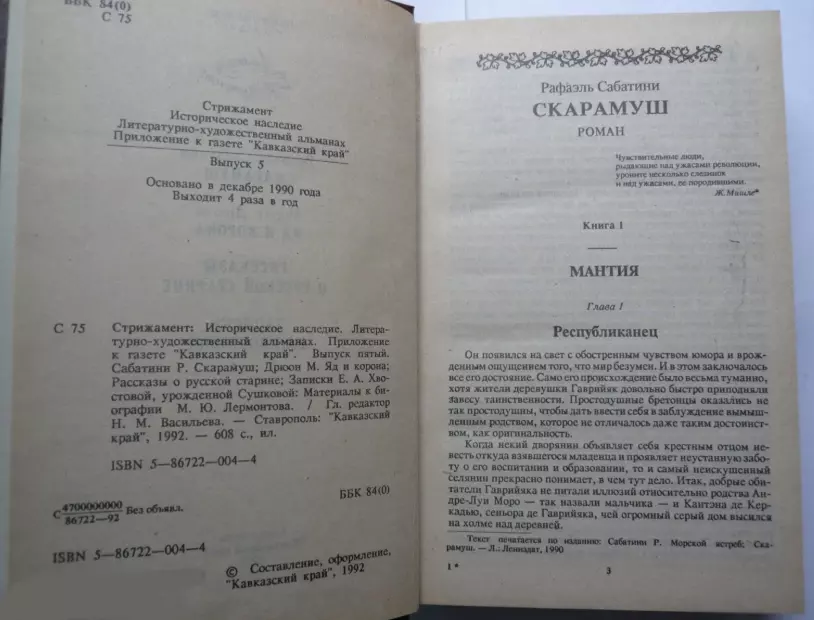 ББК 84(0)
С 75
Стрижамент
Историческое наследие
Литературно-художественный альманах
Приложение к газете "Кавказский край"
Выпуск 5
Основано в декабре 1990 года
Выходит 4 раза в год
С 75 Стрижамент: Историческое наследие. Литера-
турно-художественный альманах. Приложение
к газете "Кавказский край". Выпуск пятый.
Сабатини Р. Скарамуш; Дрюон М. Яд и корона;
Рассказы о русской старине; Записки Е. А. Хво-
стовой, урожденной Сушковой: Материалы к би-
ографии М. Ю. Лермонтова. / Гл. редактор
Н. М. Васильева. — Ставрополь: "Кавказский
край", 1992. — 608 с., ил.
ISBN 5—86722—004—4
ББК 84(0)
С 4700000000 Без объявл.
86722—92
ISBN 5—86722—004—4
© Составление, оформление,
"Кавказский край", 1992
Рафаэль Сабатини
СКАРАМУШ
РОМАН
Чувствительные люди,
рыдающие над ужасами революции,
уроните несколько слезинок
и над ужасами, ее породившими.
Ж. Мишле*
Книга 1
МАНТИЯ
Глава 1
Республиканец
Он появился на свет с обостренным чувством юмора и врож-
денным ощущением того, что мир безумен. И в этом заключалось
все его достояние. Само его происхождение было весьма туманно,
хотя жители деревушки Гаврийяк довольно быстро приподняли
завесу таинственности. Простодушные бретонцы оказались не
так простодушны, чтобы дать ввести себя в заблуждение вымыш-
ленным родством, которое не отличалось даже таким достоинст-
вом, как оригинальность.
Когда некий дворянин объявляет себя крестным отцом не-
весть откуда взявшегося младенца и проявляет неустанную забо-
ту о его воспитании и образовании, то и самый неискушенный
селянин прекрасно понимает, в чем тут дело. Итак, добрые оби-
татели Гаврийяка не питали иллюзий относительно родства Ан-
дре-Луи Моро — так назвали мальчика — и Кантэна де Кер-
кадью, сеньора де Гаврийяка, чей огромный серый дом высился
на холме над деревней.
Текст печатается по изданию: Сабатини Р. Морской ястреб; Ска-
рамуш. — Л.: Лениздат, 1990
1 *
3